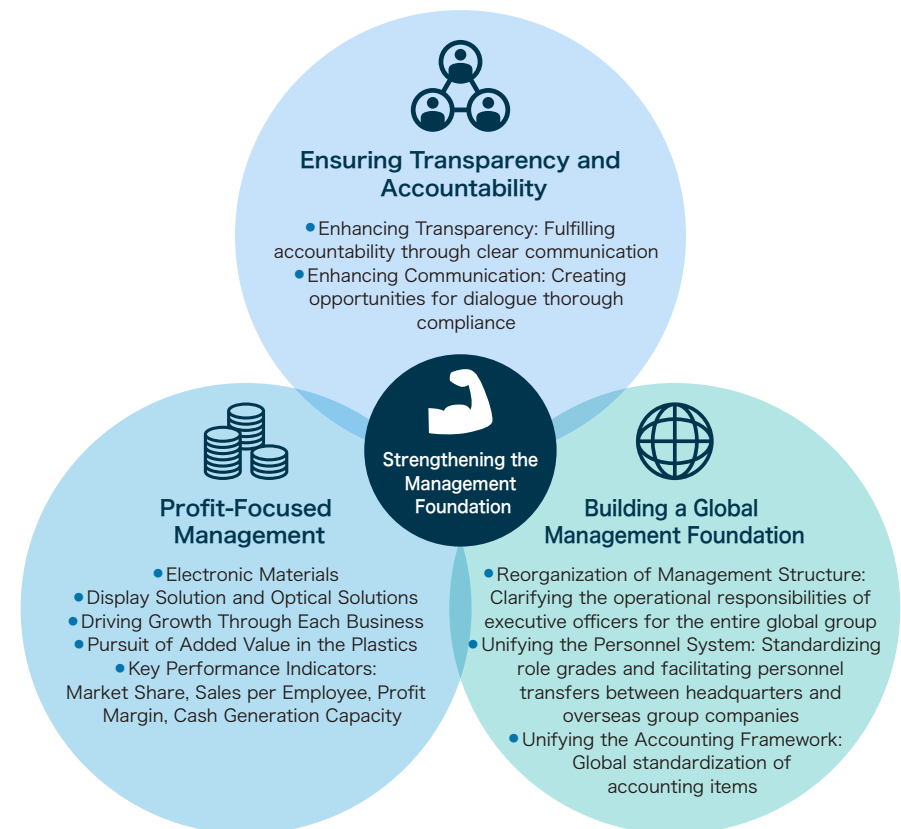 Ensuring Transparency and
Accountability
•Enhancing Transparency: Fulfilling
accountability through clear communication
•Enhancing Communication: Creating
opportunities for dialogue thorough
compliance
Strengthening the
Management
Foundation
Profit-Focused
Management
•Electronic Materials
•Display Solution and Optical Solutions
•Driving Growth Through Each Business
•Pursuit of Added Value in the Plastics
•Key Performance Indicators:
Market Share, Sales per Employee, Profit
Margin, Cash Generation Capacity
Building a Global
Management Foundation
•Reorganization of Management Structure:
Clarifying the operational responsibilities of
executive officers for the entire global group
•Unifying the Personnel System: Standardizing
role grades and facilitating personnel
transfers between headquarters and
overseas group companies
•Unifying the Accounting Framework:
Global standardization of
accounting items